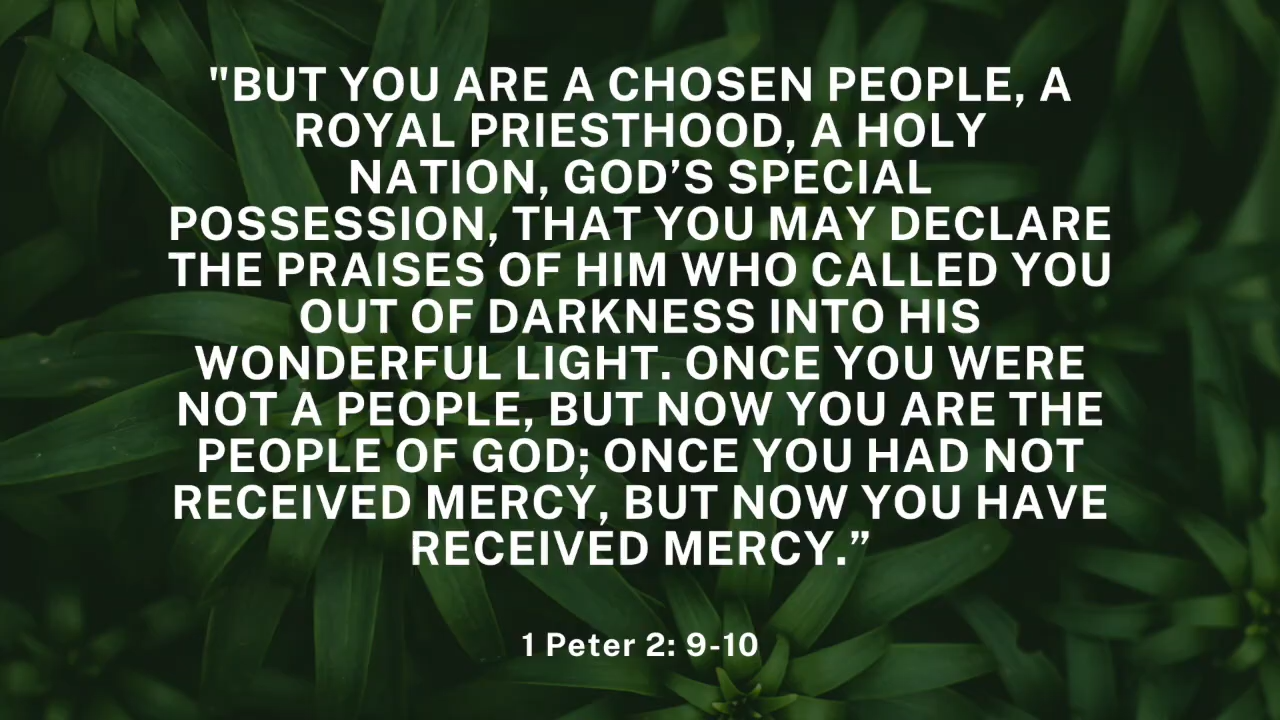 "BUT YOU ARE A CHOSEN PEOPLE, A
ROYAL PRIESTHOOD, A HOLY
NATION, GOD’S SPECIAL
POSSESSION, THAT YOU MAY DECLARE
THE PRAISES OF HIM WHO CALLED YOU
OUT OF DARKNESS INTO HIS
WONDERFUL LIGHT. ONCE YOU WERE
NOT A PEOPLE, BUT NOW YOU ARE THE
PEOPLE OF GOD; ONCE YOU HAD NOT
RECEIVED MERCY, BUT NOW YOU HAVE
RECEIVED MERCY.”
1 Peter 2: 9-10